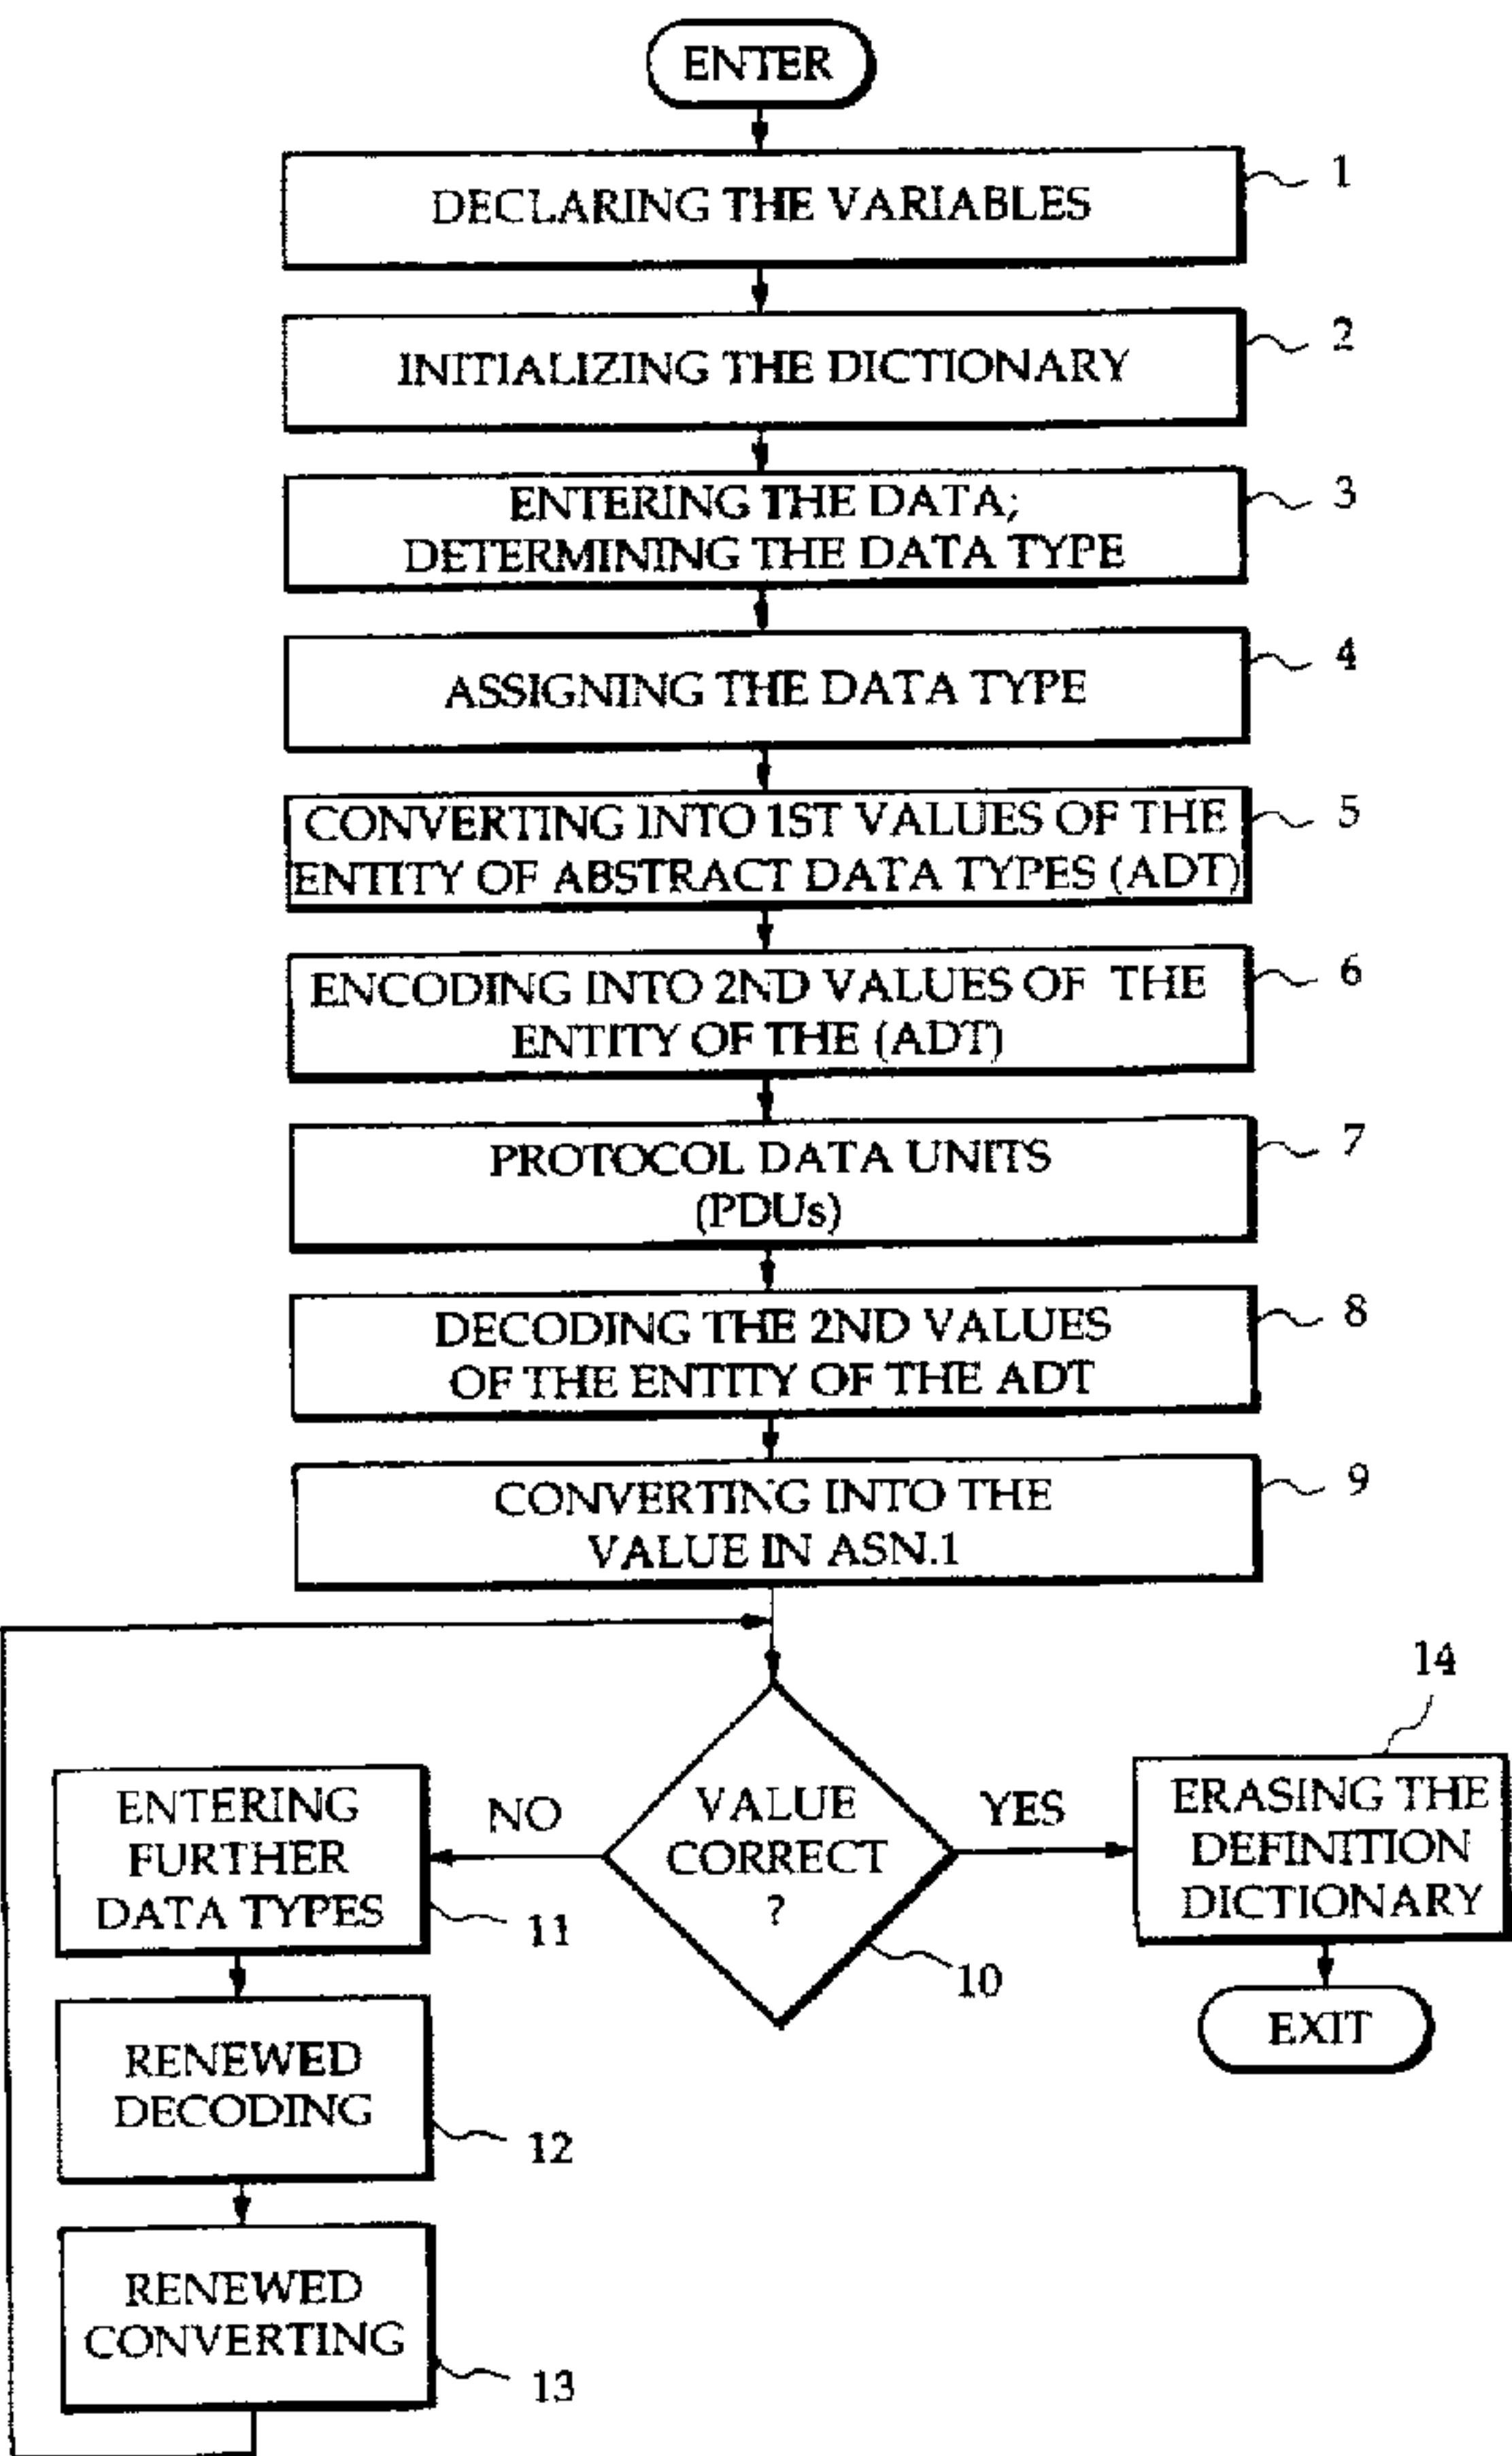 ENTER
DECLARING THE VARIABLES
1
INITIALIZING THE DICTIONARY
2
ENTERING THE DATA;
DETERMINING THE DATA TYPE
3
ASSIGNING THE DATA TYPE
4
CONVERTING INTO 1ST VALUES OF THE
ENTITY OF ABSTRACT DATA TYPES (ADT)
5
ENCODING INTO 2ND VALUES OF THE
ENTITY OF THE (ADT)
6
PROTOCOL DATA UNITS
(PDUs)
7
DECODING THE 2ND VALUES
OF THE ENTITY OF THE ADT
8
CONVERTING INTO THE
VALUE IN ASN.1
9
VALUE
CORRECT
?
10
NO
YES
ENTERING
FURTHER
DATA TYPES
11
RENEWED
DECODING
12
RENEWED
CONVERTING
13
14
ERASING THE
DEFINITION
DICTIONARY
EXIT